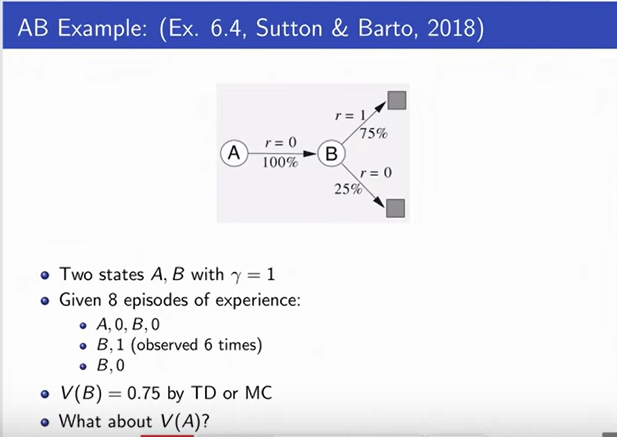 AB Example: (Ex. 6.4, Sutton & Barto, 2018)
r = 1
75%
A
r = 0
100%
B
r = 0
25%
Two states A, B with γ = 1
Given 8 episodes of experience:
A, 0, B, 0
B, 1 (observed 6 times)
B, 0
V(B) = 0.75 by TD or MC
What about V(A)?